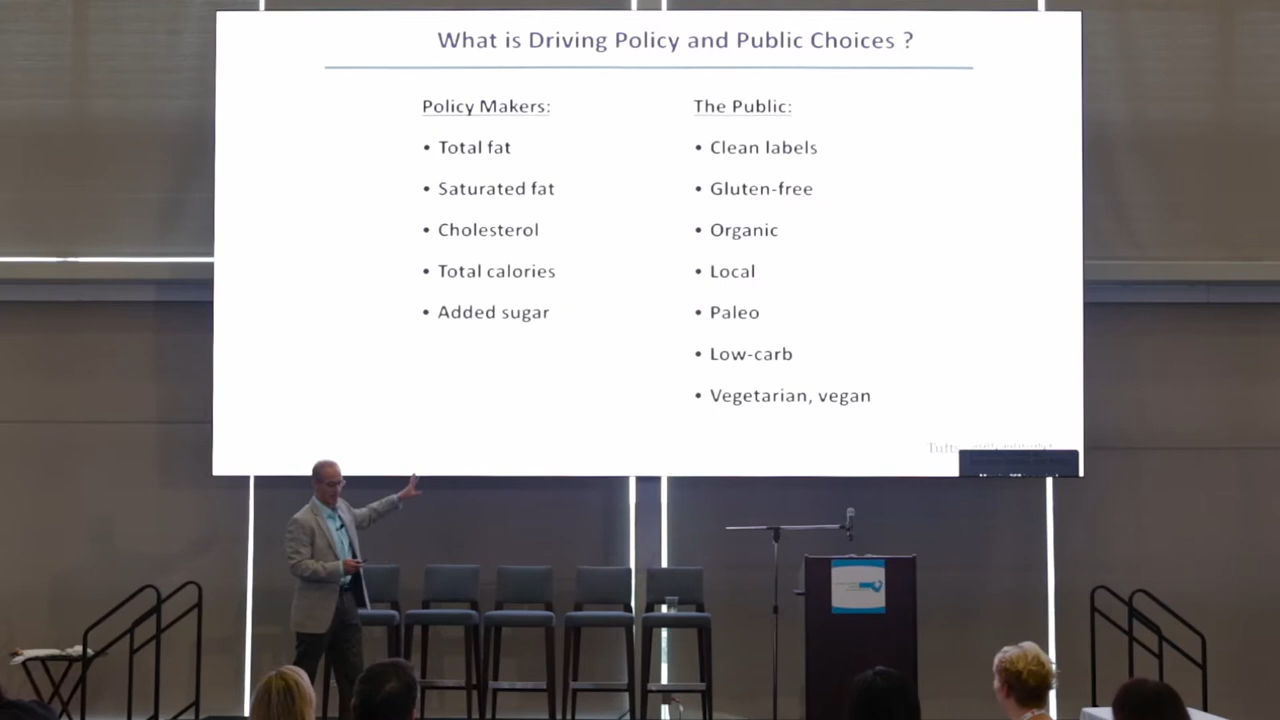 What is Driving Policy and Public Choices ?
Policy Makers:
• Total fat
• Saturated fat
• Cholesterol
• Total calories
• Added sugar
The Public:
• Clean labels
• Gluten-free
• Organic
• Local
• Paleo
• Low-carb
• Vegetarian, vegan
Tufts